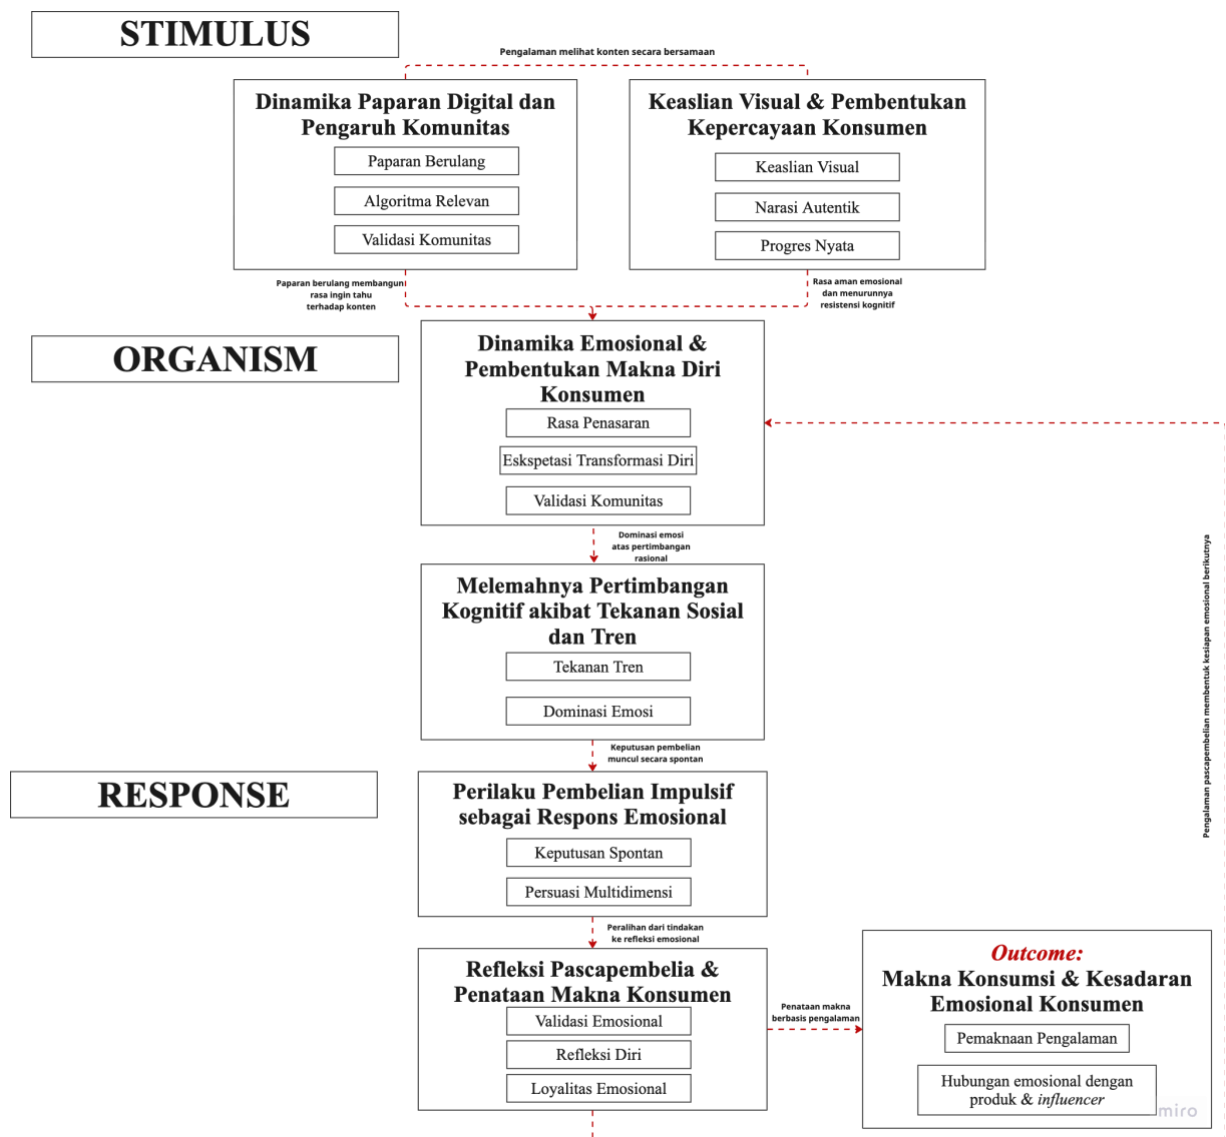 STIMULUS
Pengalaman melihat konten secara bersamaan
Dinamika Paparan Digital dan
Pengaruh Komunitas
Paparan Berulang
Algoritma Relevan
Validasi Komunitas
Keaslian Visual & Pembentukan
Kepercayaan Konsumen
Keaslian Visual
Narasi Autentik
Progres Nyata
Paparan berulang membangun
rasa ingin tahu
terhadap konten
Rasa aman emosional
dan menurunnya
resistensi kognitif
ORGANISM
Dinamika Emosional &
Pembentukan Makna Diri
Konsumen
Rasa Penasaran
Eskspetasi Transformasi Diri
Validasi Komunitas
Dominasi emosi
atas pertimbangan
rasional
Melemahnya Pertimbangan
Kognitif akibat Tekanan Sosial
dan Tren
Tekanan Tren
Dominasi Emosi
Keputusan pembelian
muncul secara spontan
RESPONSE
Perilaku Pembelian Impulsif
sebagai Respons Emosional
Keputusan Spontan
Persuasi Multidimensi
Peralihan dari tindakan
ke refleksi emosional
Refleksi Pascapembelia &
Penataan Makna Konsumen
Validasi Emosional
Refleksi Diri
Loyalitas Emosional
Penataan makna
berbasis pengalaman
Outcome:
Makna Konsumsi & Kesadaran
Emosional Konsumen
Pemaknaan Pengalaman
Hubungan emosional dengan
produk & influencer
Pengalaman pascapembelian membentuk kesiapan emosional berikutnya
miro